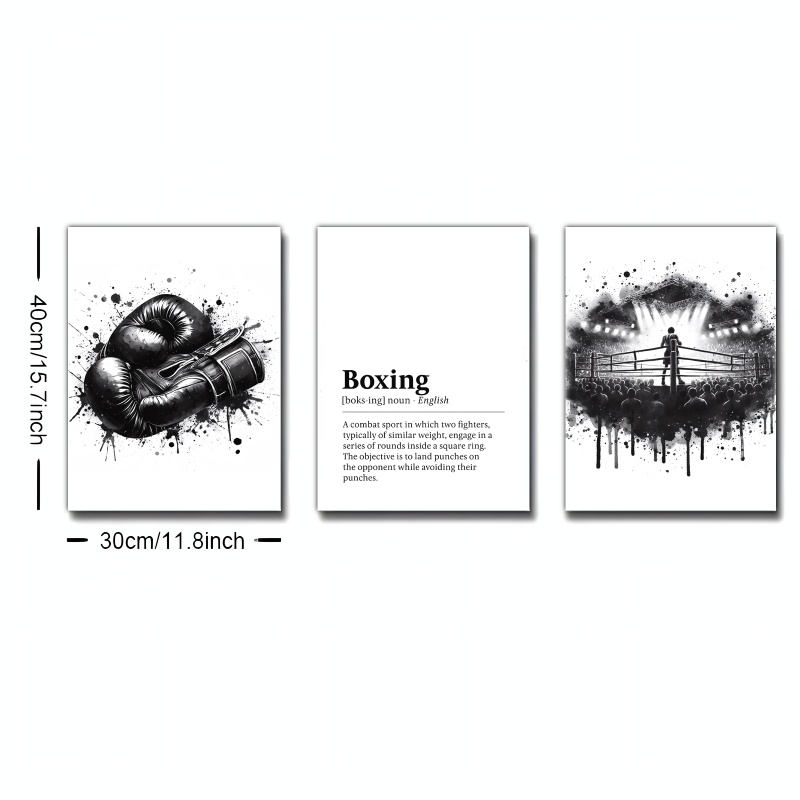 40cm/15.7inch
Boxing
[boks·ing] noun · English
A combat sport in which two fighters,
typically of similar weight, engage in a
series of rounds inside a square ring.
The objective is to land punches on
the opponent while avoiding their
punches.
30cm/11.8inch